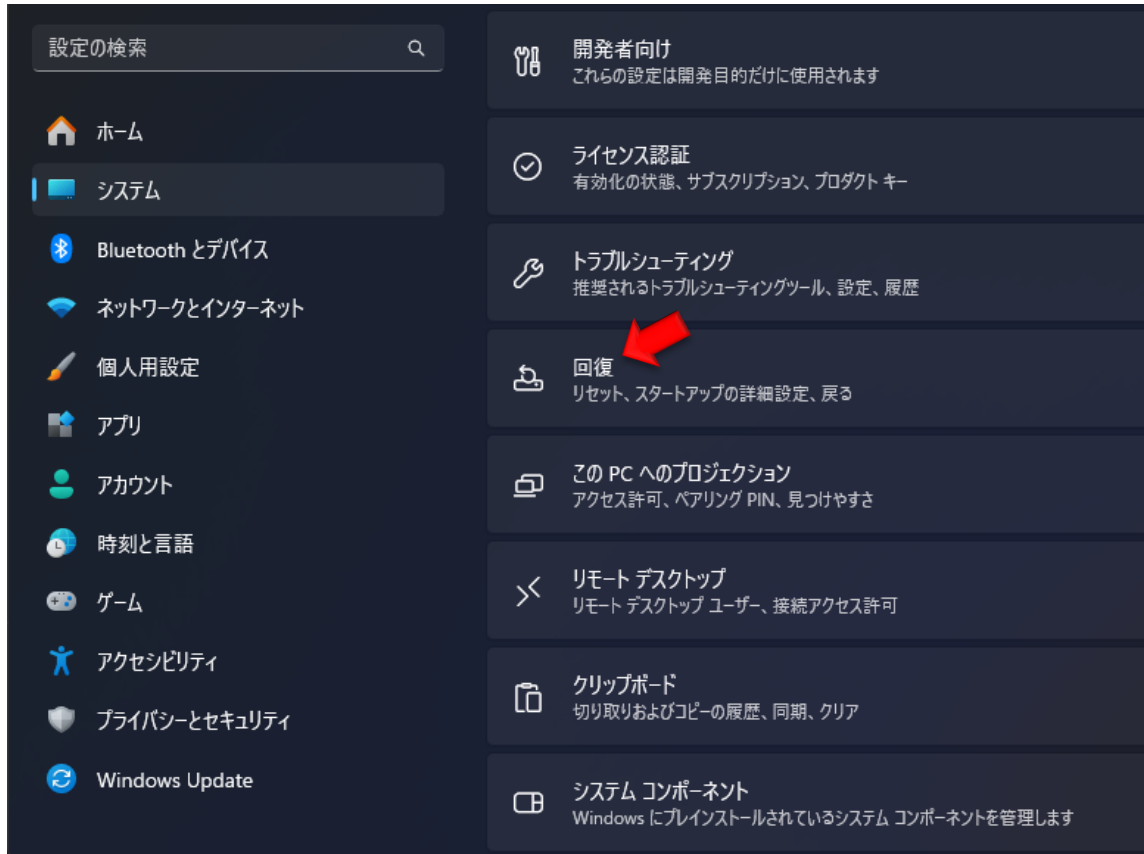 設定の検索
ホーム
システム
Bluetooth とデバイス
ネットワークとインターネット
個人用設定
アプリ
アカウント
時刻と言語
ゲーム
アクセシビリティ
プライバシーとセキュリティ
Windows Update
開発者向け
これらの設定は開発目的だけに使用されます
ライセンス認証
有効化の状態、サブスクリプション、プロダクト キー
トラブルシューティング
推奨されるトラブルシューティングツール、設定、履歴
回復
リセット、スタートアップの詳細設定、戻る
この PC へのプロジェクション
アクセス許可、ペアリング PIN、見つけやすさ
リモート デスクトップ
リモート デスクトップ ユーザー、接続アクセス許可
クリップボード
切り取りおよびコピーの履歴、同期、クリア
システム コンポーネント
Windows にプレインストールされているシステム コンポーネントを管理します